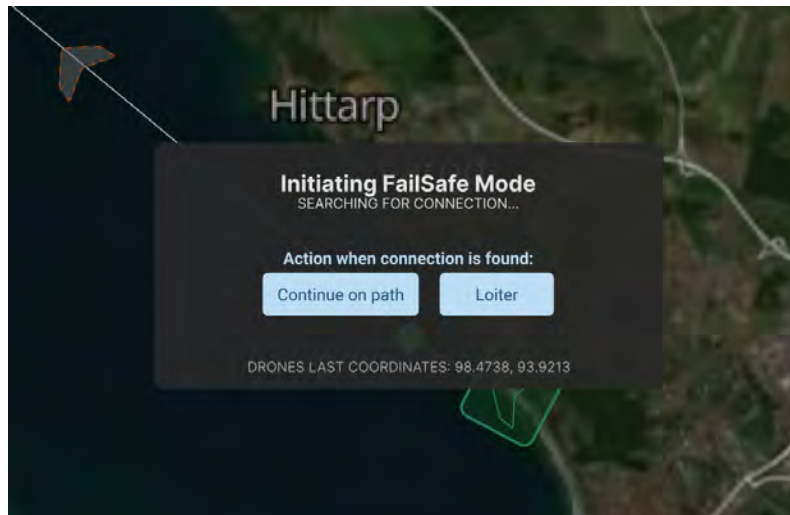 Hittarp
Initiating FailSafe Mode
SEARCHING FOR CONNECTION...
Action when connection is found:
Continue on path
Loiter
DRONES LAST COORDINATES: 98.4738, 93.9213